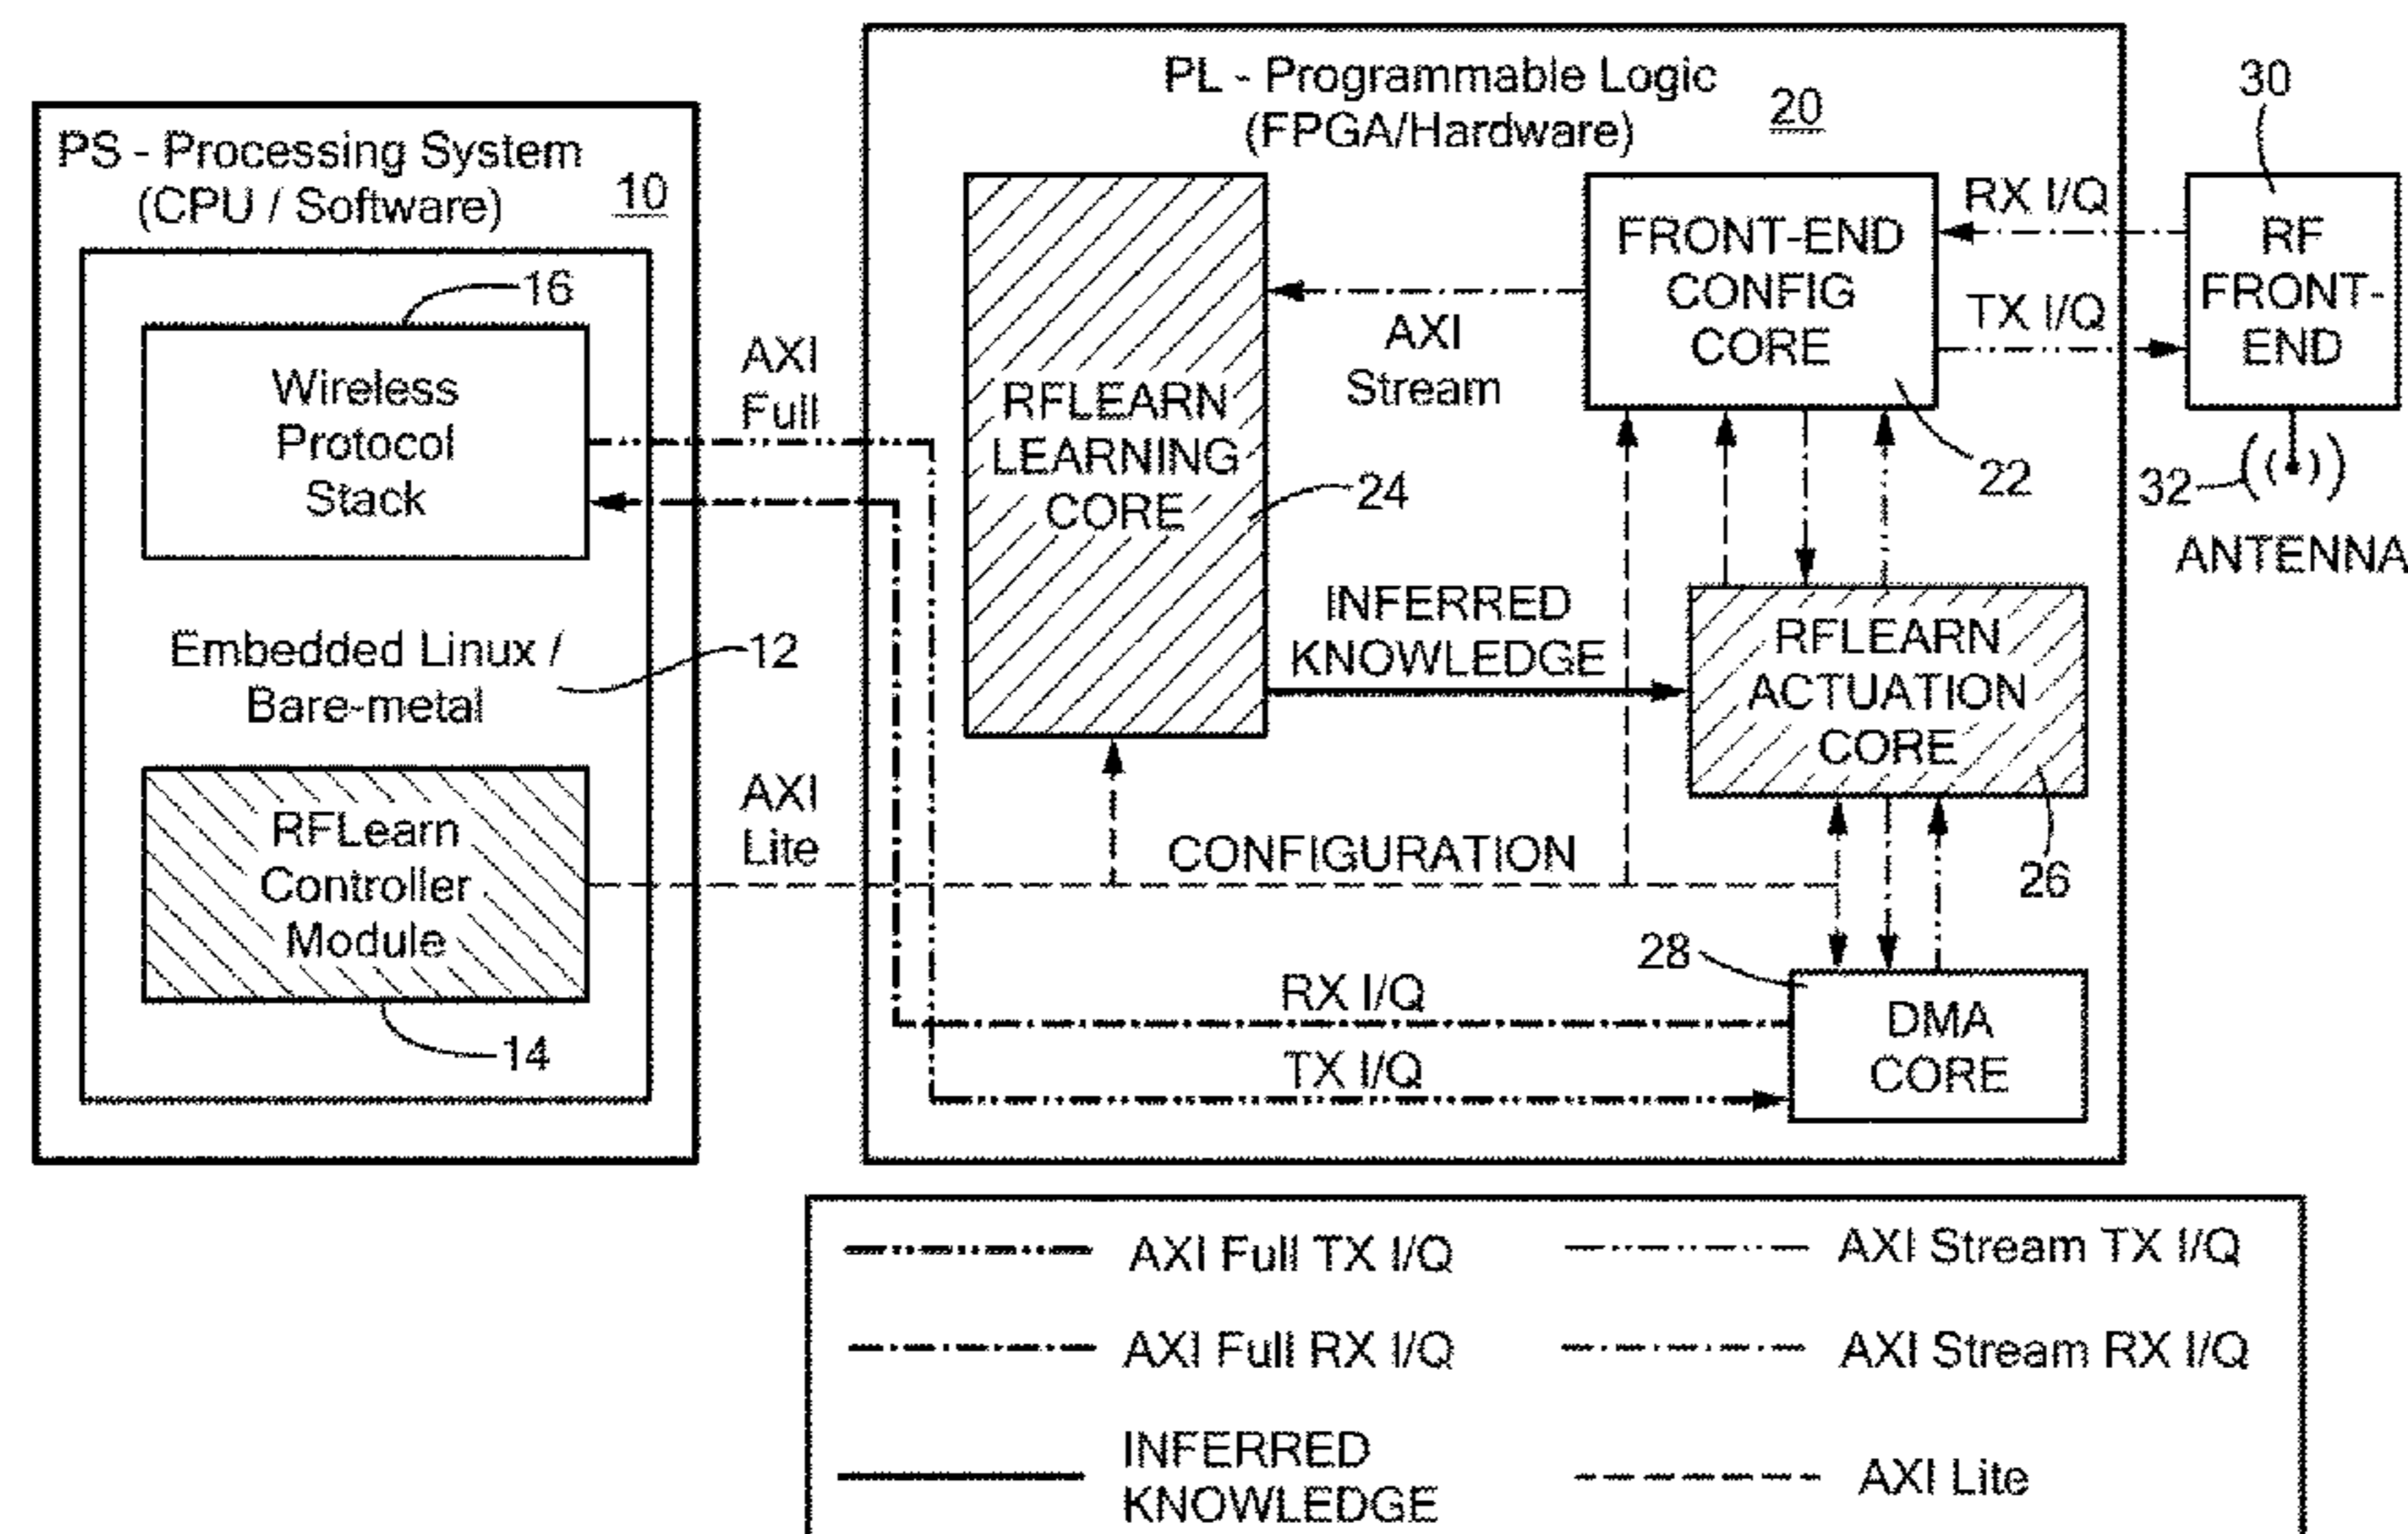 PS - Processing System
(CPU / Software)
10
16
Wireless
Protocol
Stack
Embedded Linux /
Bare-metal
12
RFLearn
Controller
Module
14
AXI
Full
AXI
Lite
PL - Programmable Logic
(FPGA/Hardware)
20
RFLEARN
LEARNING
CORE
24
AXI
Stream
FRONT-END
CONFIG
CORE
22
RX I/Q
TX I/Q
30
RF
FRONT-
END
32
ANTENNA
INFERRED
KNOWLEDGE
RFLEARN
ACTUATION
CORE
26
CONFIGURATION
28
DMA
CORE
RX I/Q
TX I/Q
AXI Full TX I/Q
AXI Stream TX I/Q
AXI Full RX I/Q
AXI Stream RX I/Q
INFERRED
KNOWLEDGE
AXI Lite